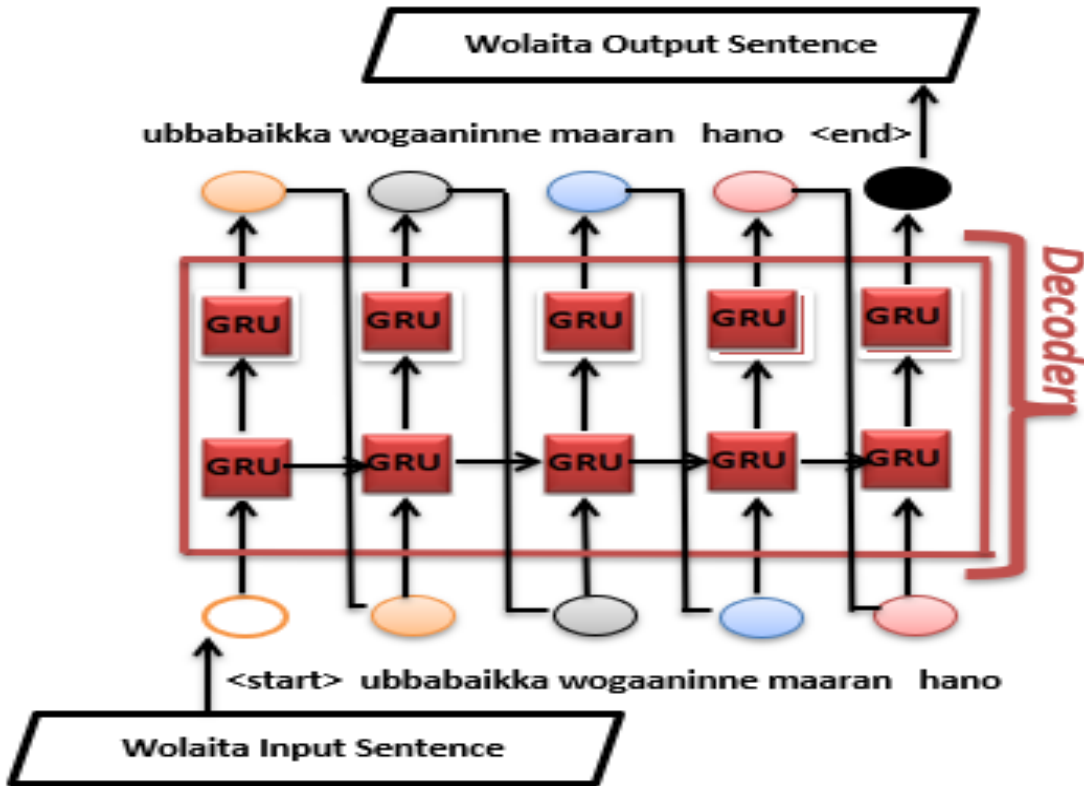 Wolaita Output Sentence
ubbabaikka wogaaninne maaran hano <end>
GRU GRU GRU GRU GRU
Decoder
GRU GRU GRU GRU GRU
<start> ubbabaikka wogaaninne maaran hano
Wolaita Input Sentence